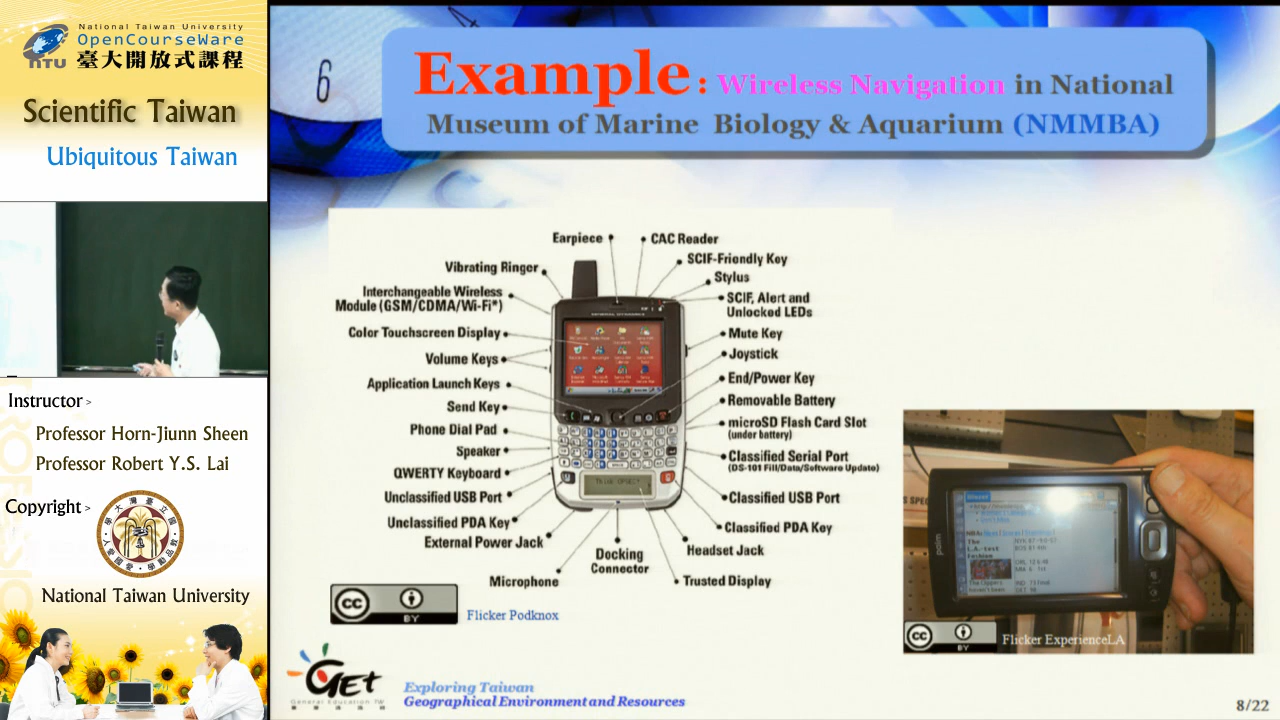 National Taiwan University
OpenCourseWare
NTU 臺大開放式課程
Scientific Taiwan
Ubiquitous Taiwan
Instructor >
Professor Horn-Jiunn Sheen
Professor Robert Y.S. Lai
Copyright >
National Taiwan University
6
Example : Wireless Navigation in National
Museum of Marine Biology & Aquarium (NMMBA)
Earpiece
CAC Reader
Vibrating Ringer
SCIF-Friendly Key
Stylus
Interchangeable Wireless
Module (GSM/CDMA/Wi-Fi*)
SCIF, Alert and
Unlocked LEDs
Color Touchscreen Display
Mute Key
Volume Keys
Joystick
Application Launch Keys
End/Power Key
Send Key
Removable Battery
Phone Dial Pad
microSD Flash Card Slot
(under battery)
Speaker
Classified Serial Port
(DS-101 Fill/Data/Software Update)
QWERTY Keyboard
Unclassified USB Port
Classified USB Port
Unclassified PDA Key
Classified PDA Key
External Power Jack
Headset Jack
Docking
Connector
Microphone
Trusted Display
cc BY
Flicker Podknox
palm
cc BY
Flicker ExperienceLA
GET
General Education TW
Exploring Taiwan
Geographical Environment and Resources
8/22